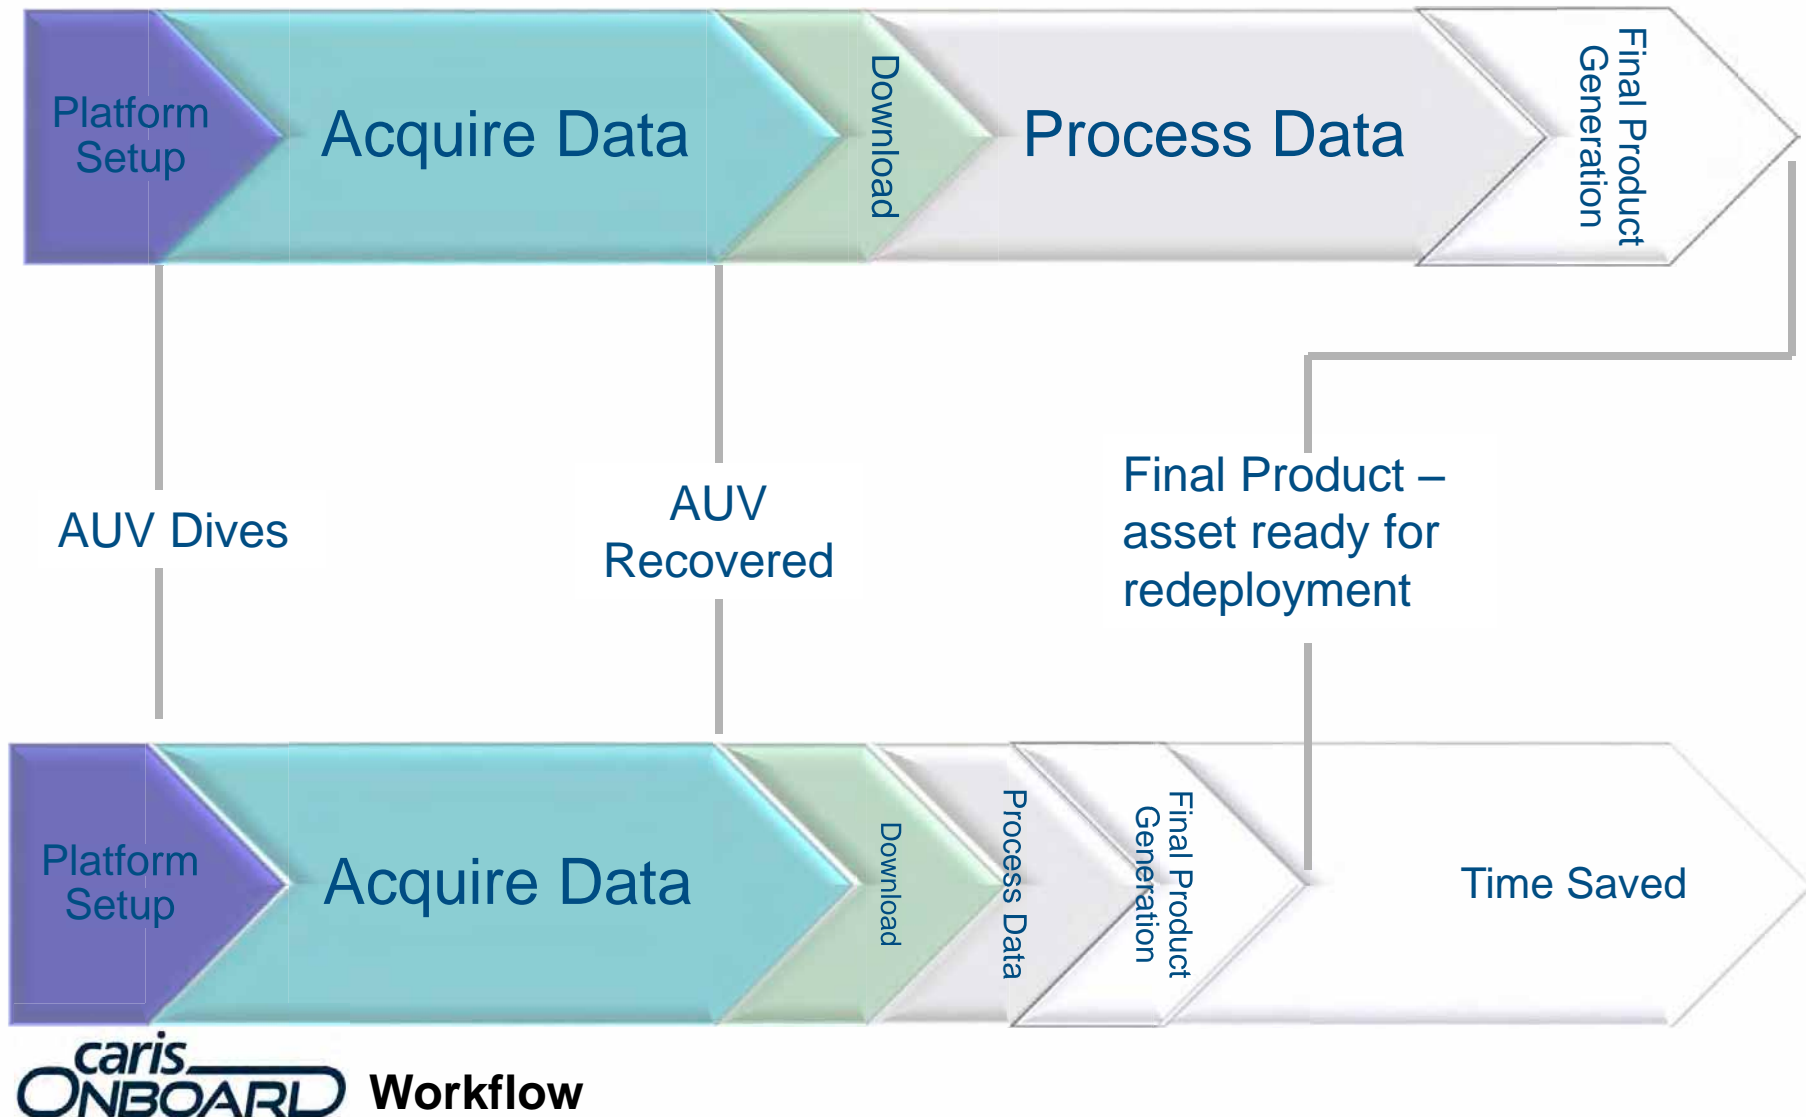 Platform
Setup
Acquire Data
Download
Process Data
Final Product
Generation
AUV Dives
AUV
Recovered
Final Product –
asset ready for
redeployment
Platform
Setup
Acquire Data
Download
Process Data
Final Product
Generation
Time Saved
caris
ONBOARD
Workflow